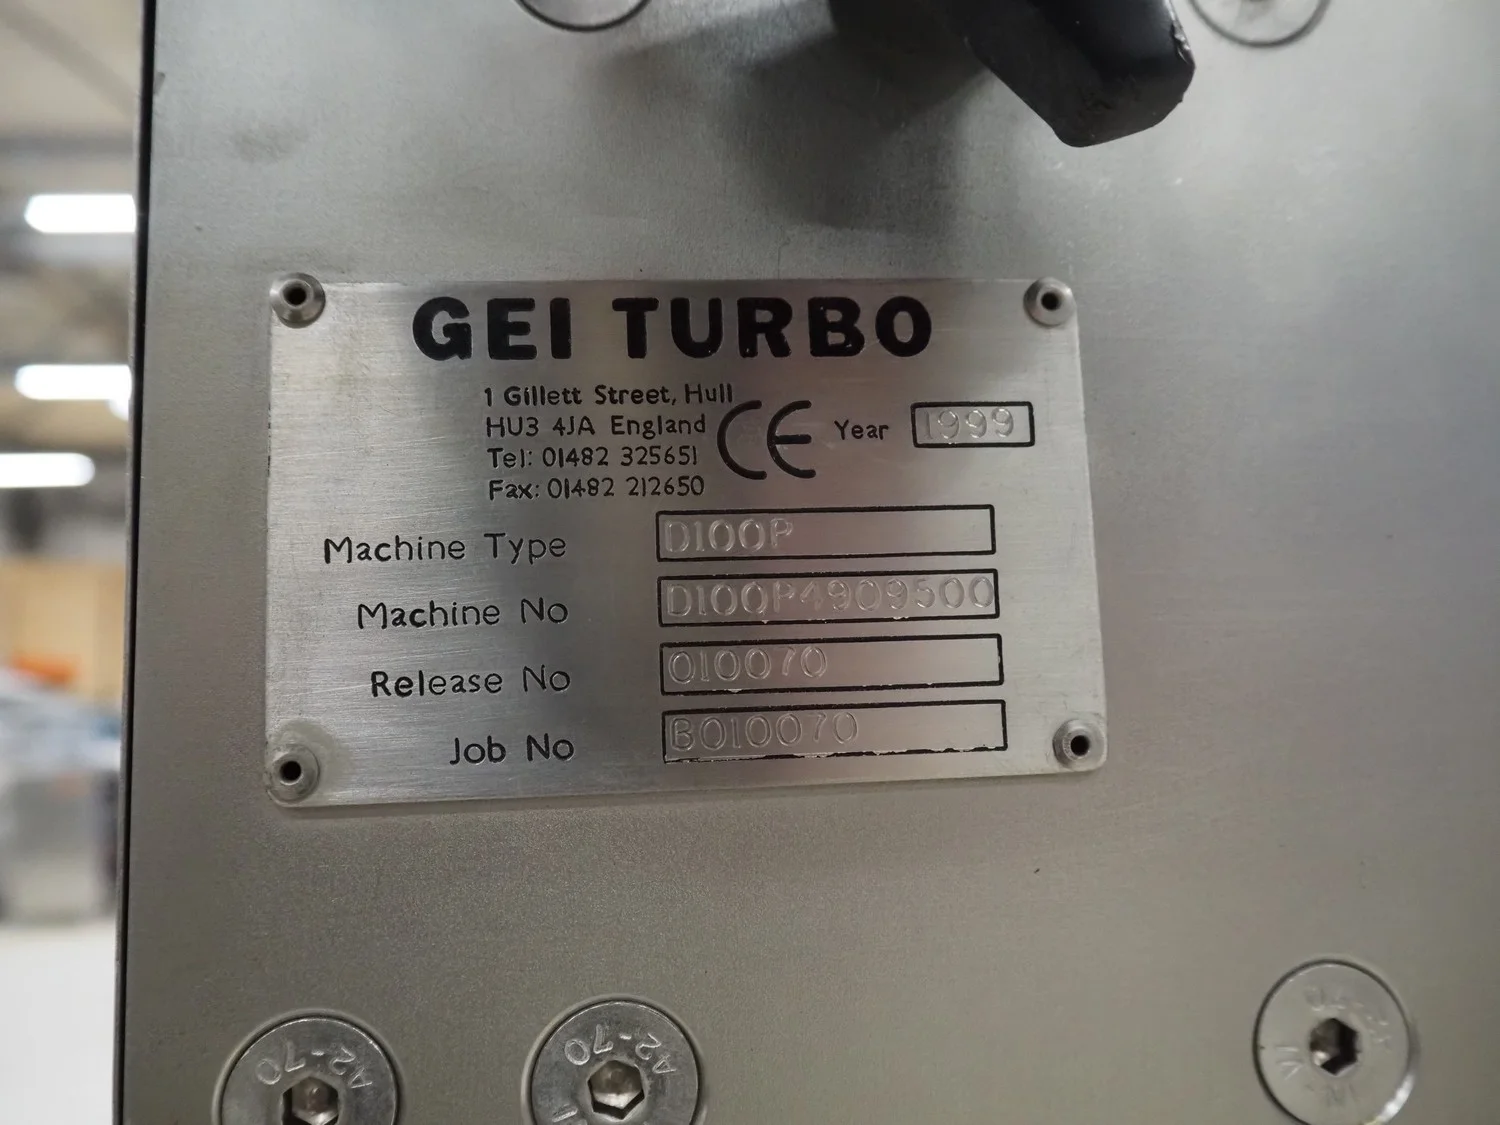 GEI TURBO
1 Gillett Street, Hull
HU3 4JA England
Tel: 01482 325651
Fax: 01482 212650
CE Year 1999
Machine Type D100P
Machine No D100P4909500
Release No 010070
Job No B010070
A2-70
A2-70